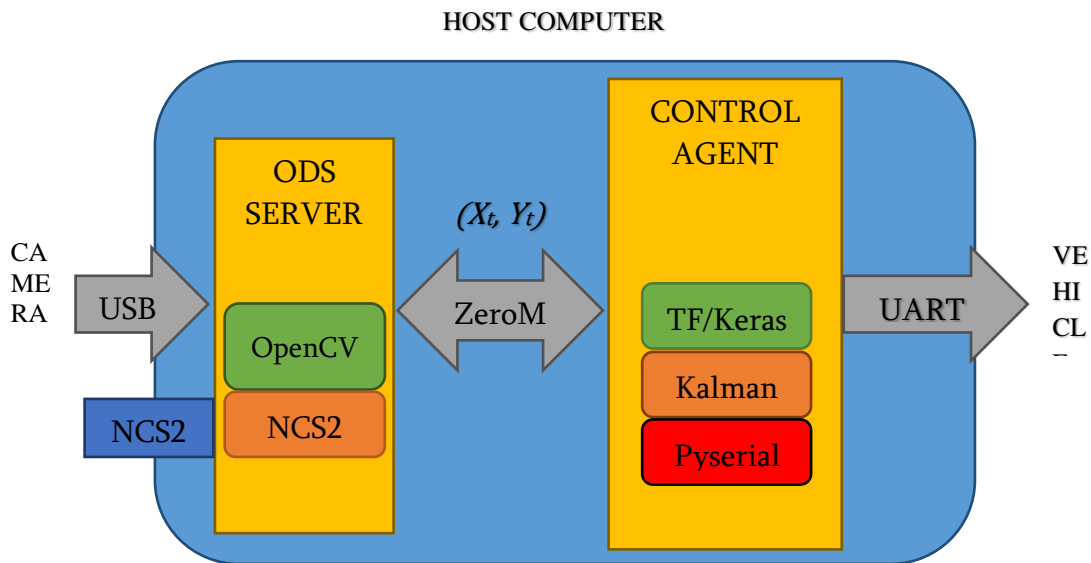 HOST COMPUTER
CONTROL
AGENT
ODS
SERVER
(Xt, Yt)
CA
ME
RA
USB
ZeroM
UART
VE
HI
CL
OpenCV
NCS2
NCS2
TF/Keras
Kalman
Pyserial